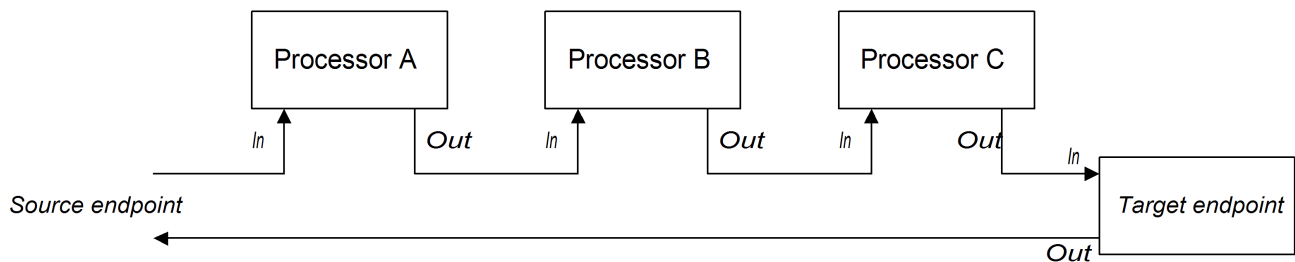 Processor A
Processor B
Processor C
In
Out
In
Out
In
Out
In
Source endpoint
Target endpoint
Out